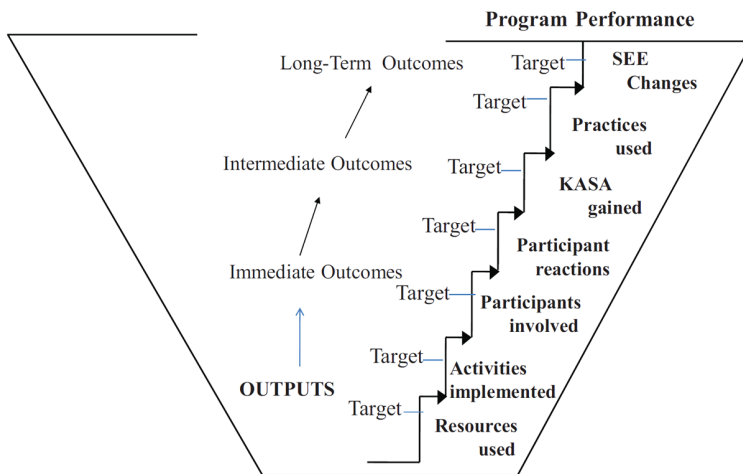 Program Performance
Long-Term Outcomes
Target
SEE
Changes
Target
Practices
used
Intermediate Outcomes
Target
KASA
gained
Target
Participant
reactions
Immediate Outcomes
Target
Participants
involved
Target
Activities
implemented
OUTPUTS
Target
Resources
used